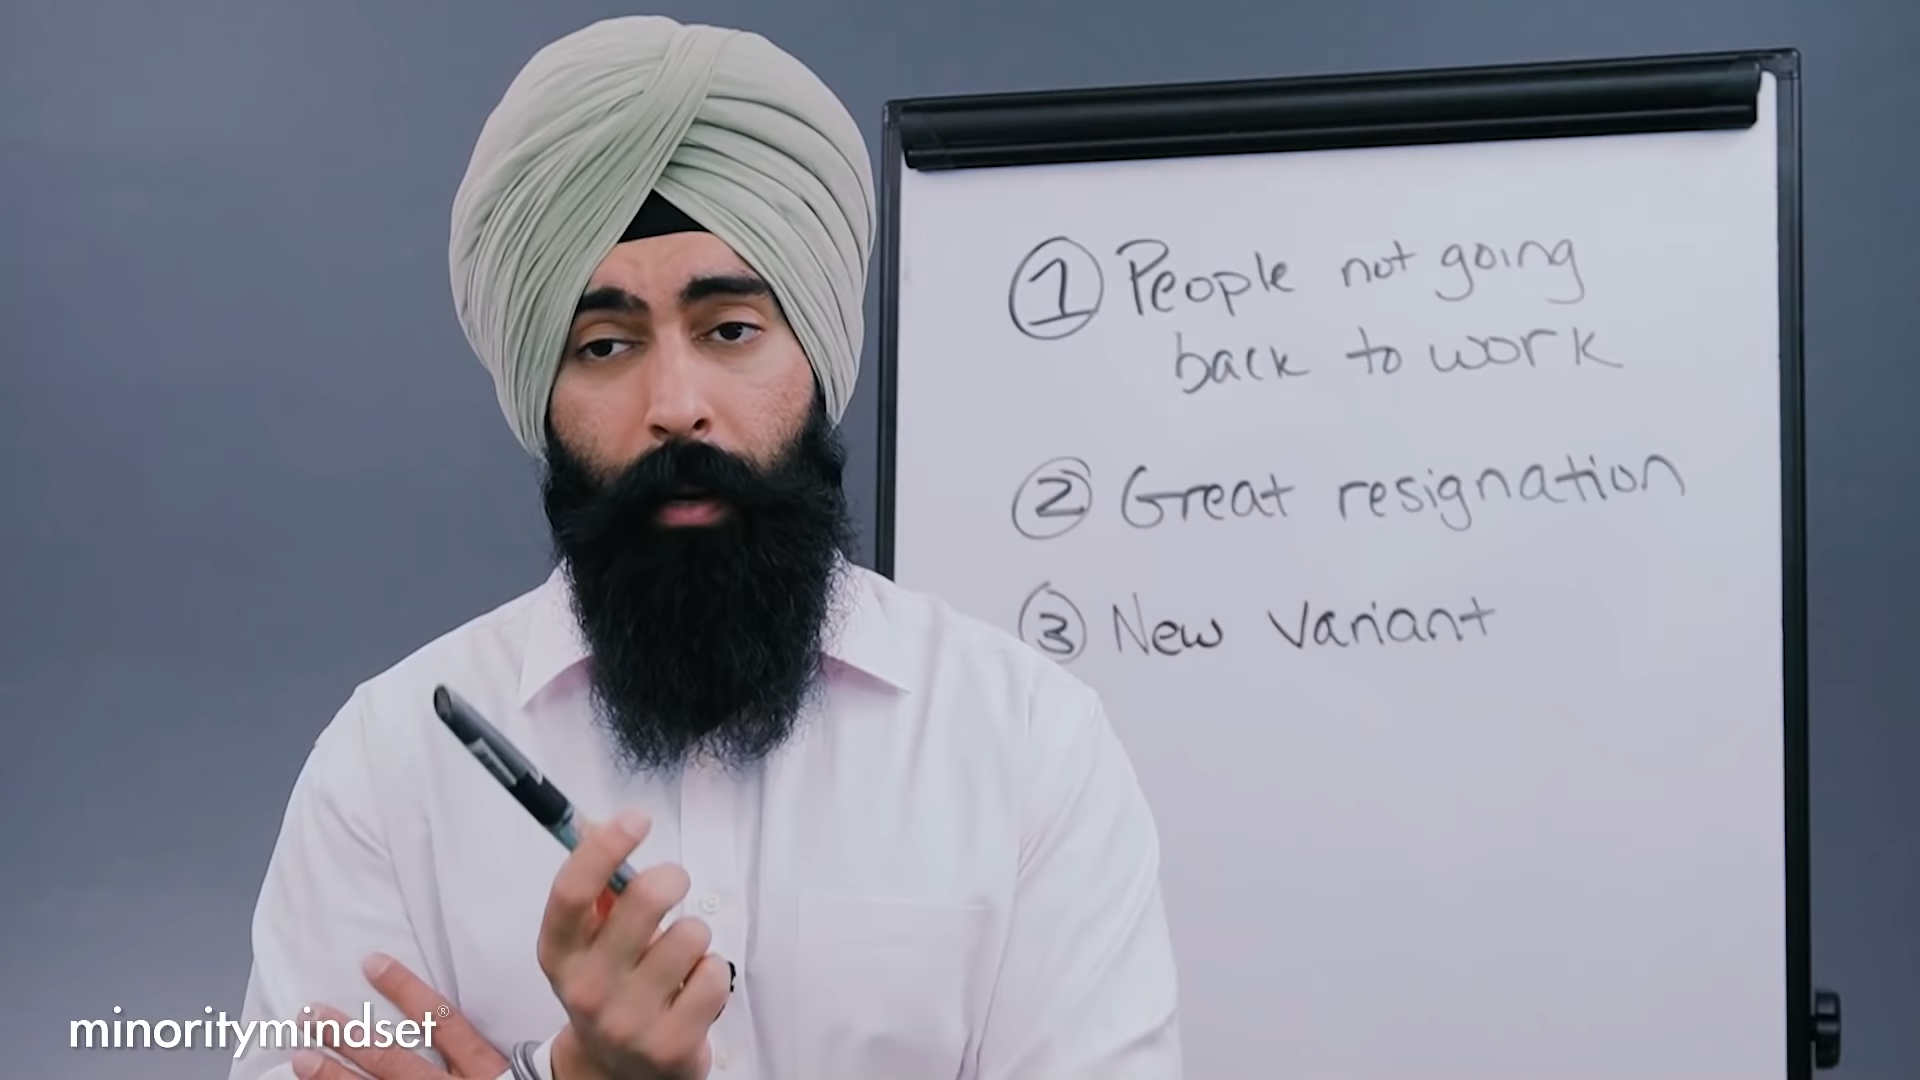 1 People not going
back to work
2 Great resignation
3 New Variant
minoritymindset®